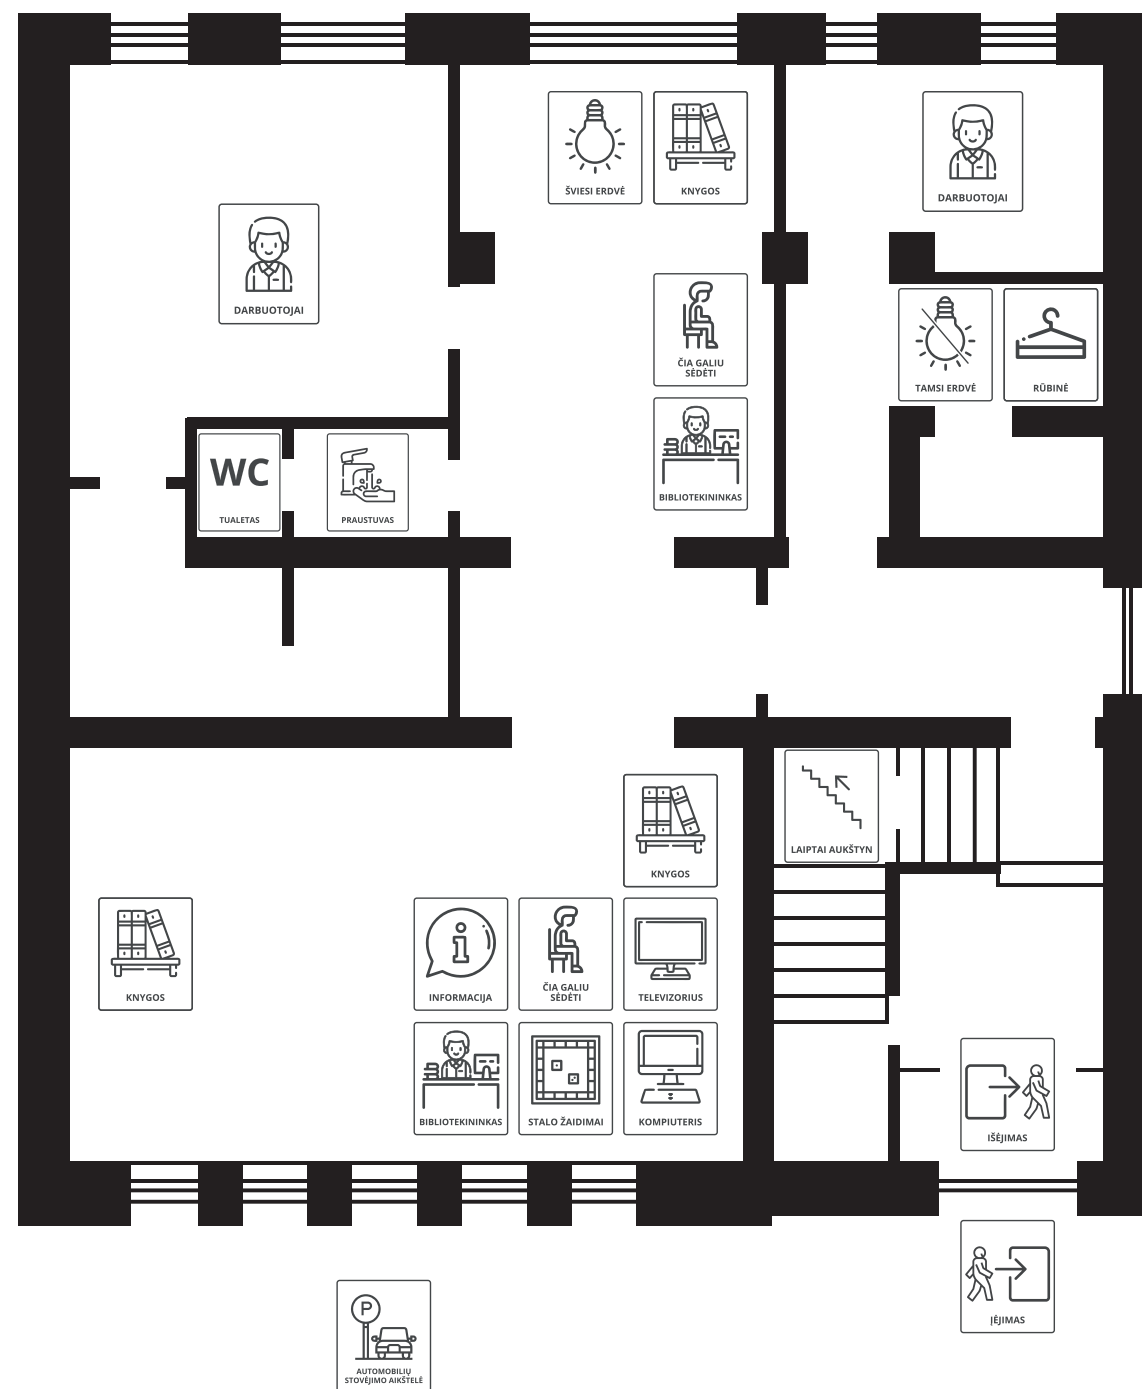 ŠVIESI ERDVĖ
KNYGOS
DARBUOTOJAI
DARBUOTOJAI
ČIA GALIU
SĖDĖTI
TAMSI ERDVĖ
RŪBINĖ
BIBLIOTEKININKAS
WC
TUALETAS
PRAUSTUVAS
LAIPTAI AUKŠTYN
KNYGOS
KNYGOS
INFORMACIJA
ČIA GALIU
SĖDĖTI
TELEVIZORIUS
BIBLIOTEKININKAS
STALO ŽAIDIMAI
KOMPIUTERIS
IŠĖJIMAS
ĮĖJIMAS
P
AUTOMOBILIŲ
STOVĖJIMO AIKŠTELĖ